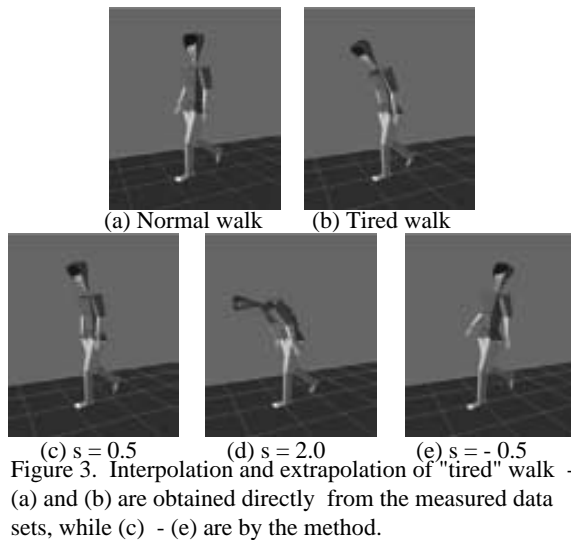 (a) Normal walk
(b) Tired walk
(c) s = 0.5
(d) s = 2.0
(e) s = - 0.5
Figure 3. Interpolation and extrapolation of "tired" walk -
(a) and (b) are obtained directly from the measured data
sets, while (c) - (e) are by the method.